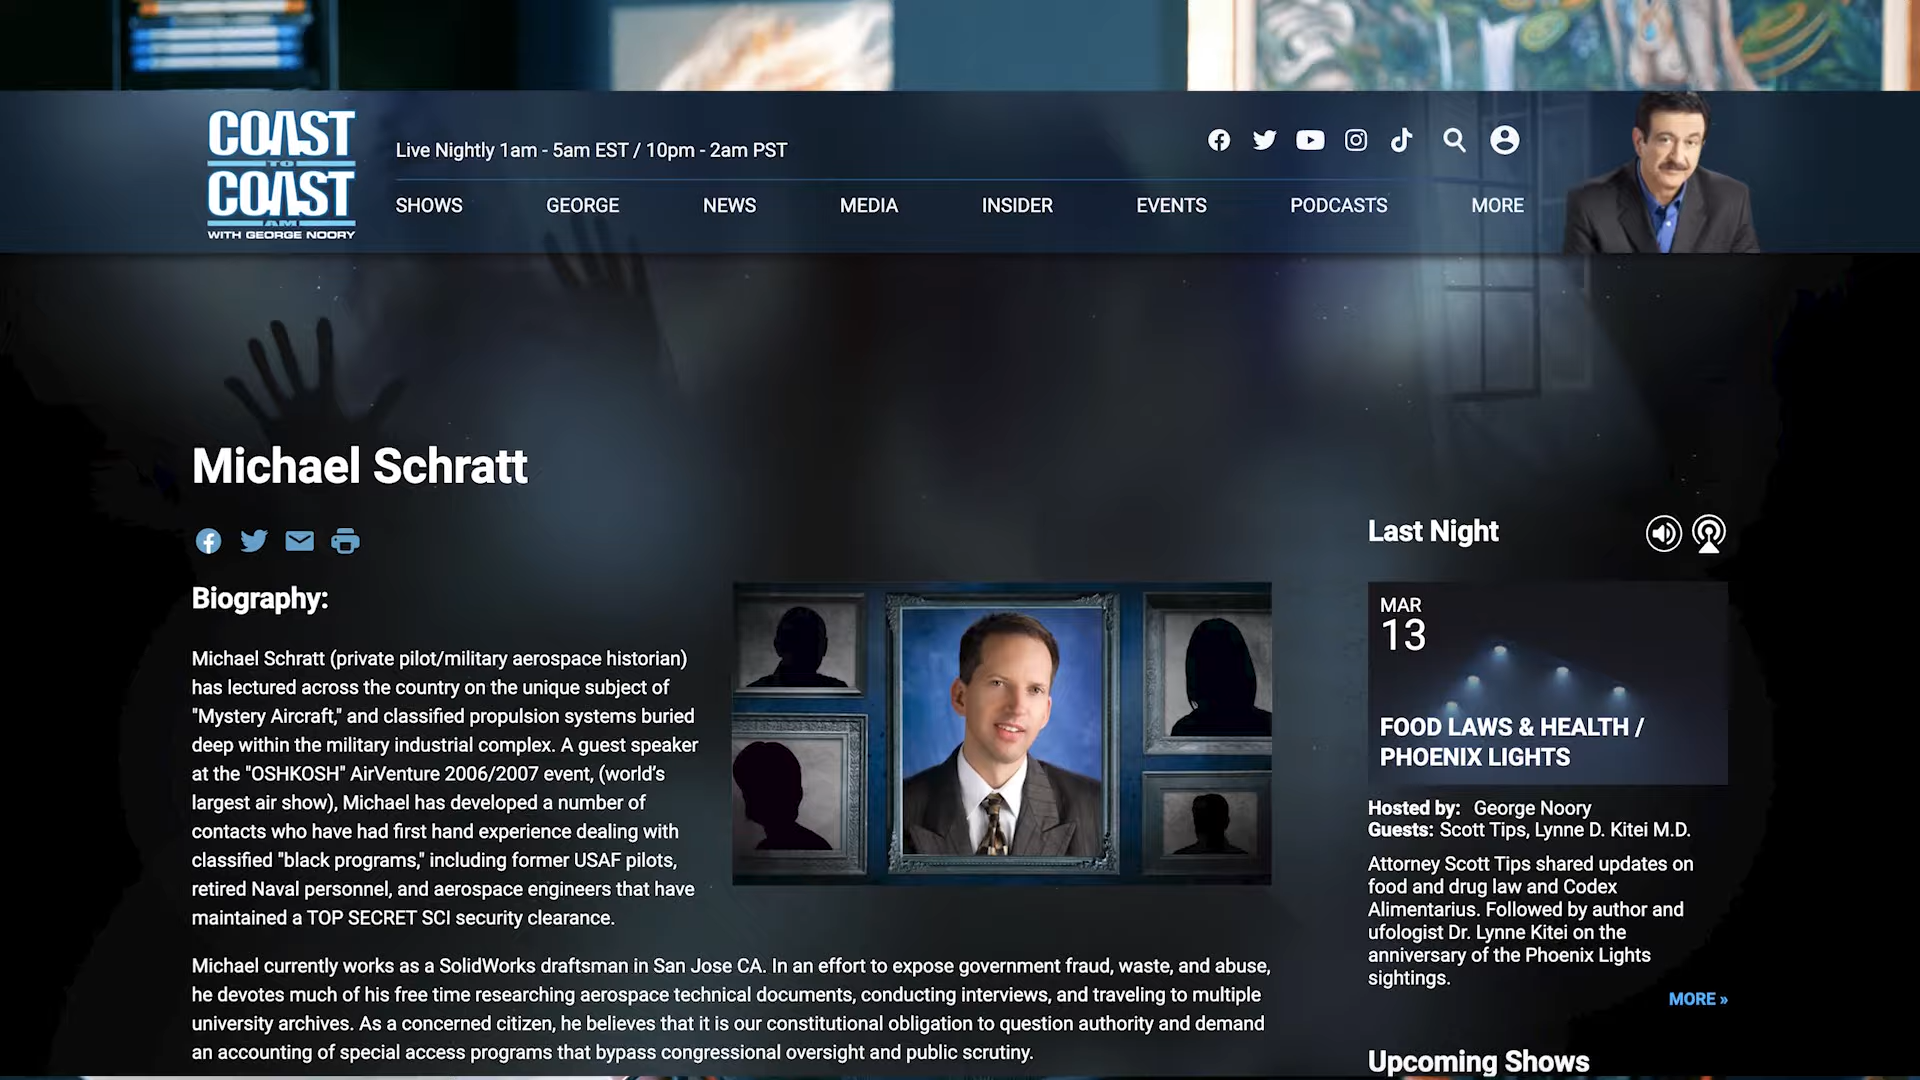 COAST
TO
COAST
AM
WITH GEORGE NOORY
Live Nightly 1am - 5am EST / 10pm - 2am PST
SHOWS
GEORGE
NEWS
MEDIA
INSIDER
EVENTS
PODCASTS
MORE
Michael Schratt
Biography:
Michael Schratt (private pilot/military aerospace historian)
has lectured across the country on the unique subject of
"Mystery Aircraft," and classified propulsion systems buried
deep within the military industrial complex. A guest speaker
at the "OSHKOSH" AirVenture 2006/2007 event, (world's
largest air show), Michael has developed a number of
contacts who have had first hand experience dealing with
classified "black programs," including former USAF pilots,
retired Naval personnel, and aerospace engineers that have
maintained a TOP SECRET SCI security clearance.
Michael currently works as a SolidWorks draftsman in San Jose CA. In an effort to expose government fraud, waste, and abuse,
he devotes much of his free time researching aerospace technical documents, conducting interviews, and traveling to multiple
university archives. As a concerned citizen, he believes that it is our constitutional obligation to question authority and demand
an accounting of special access programs that bypass congressional oversight and public scrutiny.
Last Night
MAR
13
FOOD LAWS & HEALTH /
PHOENIX LIGHTS
Hosted by: George Noory
Guests: Scott Tips, Lynne D. Kitei M.D.
Attorney Scott Tips shared updates on
food and drug law and Codex
Alimentarius. Followed by author and
ufologist Dr. Lynne Kitei on the
anniversary of the Phoenix Lights
sightings.
MORE »
Upcoming Shows